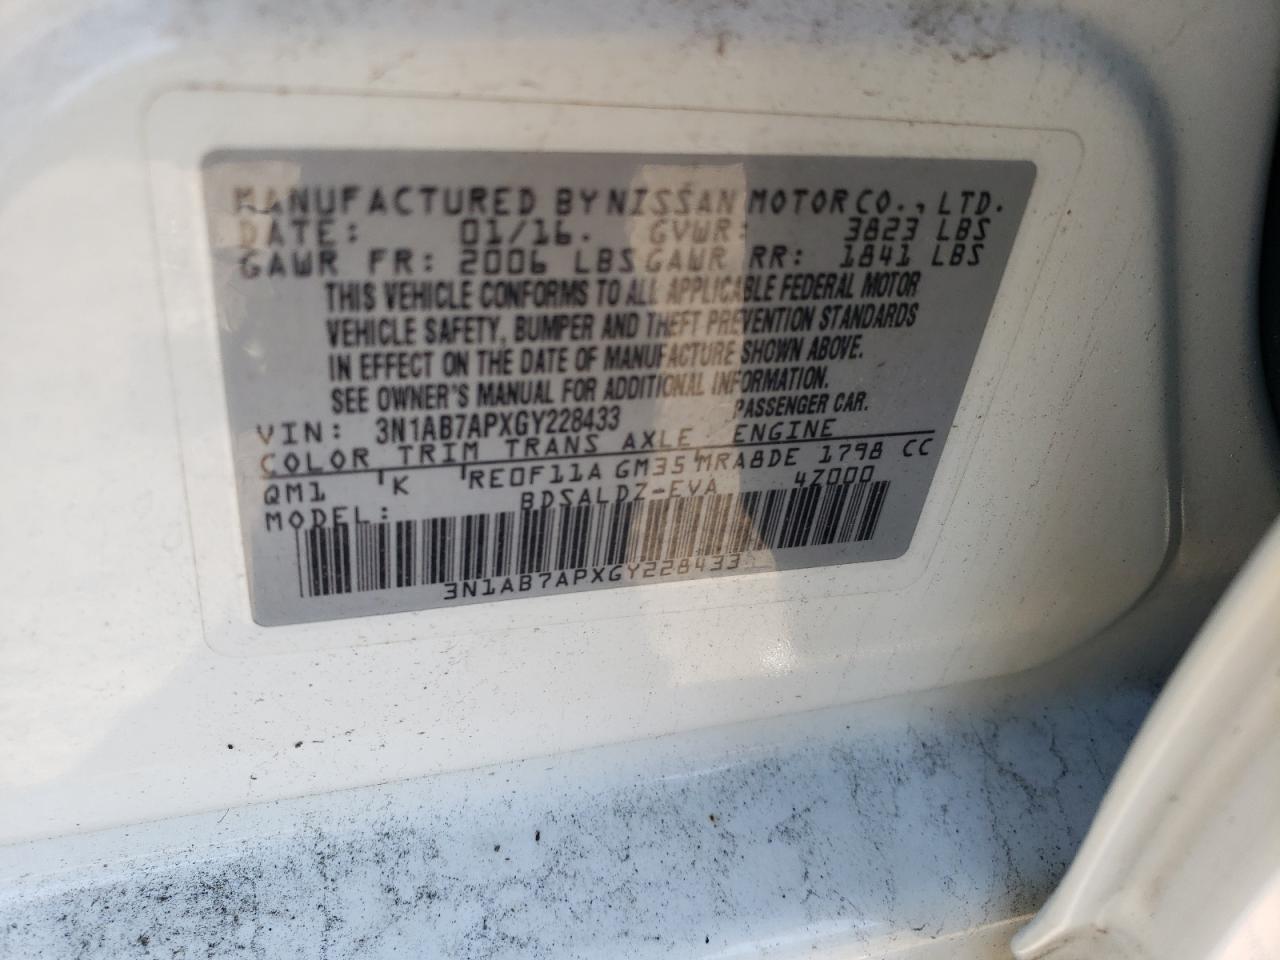 MANUFACTURED BY NISSAN MOTOR CO., LTD.
DATE: 01/16. GVWR: 3823 LBS
GAWR FR: 2006 LBS GAWR RR: 1841 LBS
THIS VEHICLE CONFORMS TO ALL APPLICABLE FEDERAL MOTOR
VEHICLE SAFETY, BUMPER AND THEFT PREVENTION STANDARDS
IN EFFECT ON THE DATE OF MANUFACTURE SHOWN ABOVE.
SEE OWNER'S MANUAL FOR ADDITIONAL INFORMATION.
VIN: 3N1AB7APXGY228433 PASSENGER CAR.
COLOR TRIM TRANS AXLE ENGINE
QM1 K RE0F11A GM35 MRA8DE 1798 CC
MODEL: BDSALDZ-EVA 4Z000
3N1AB7APXGY228433